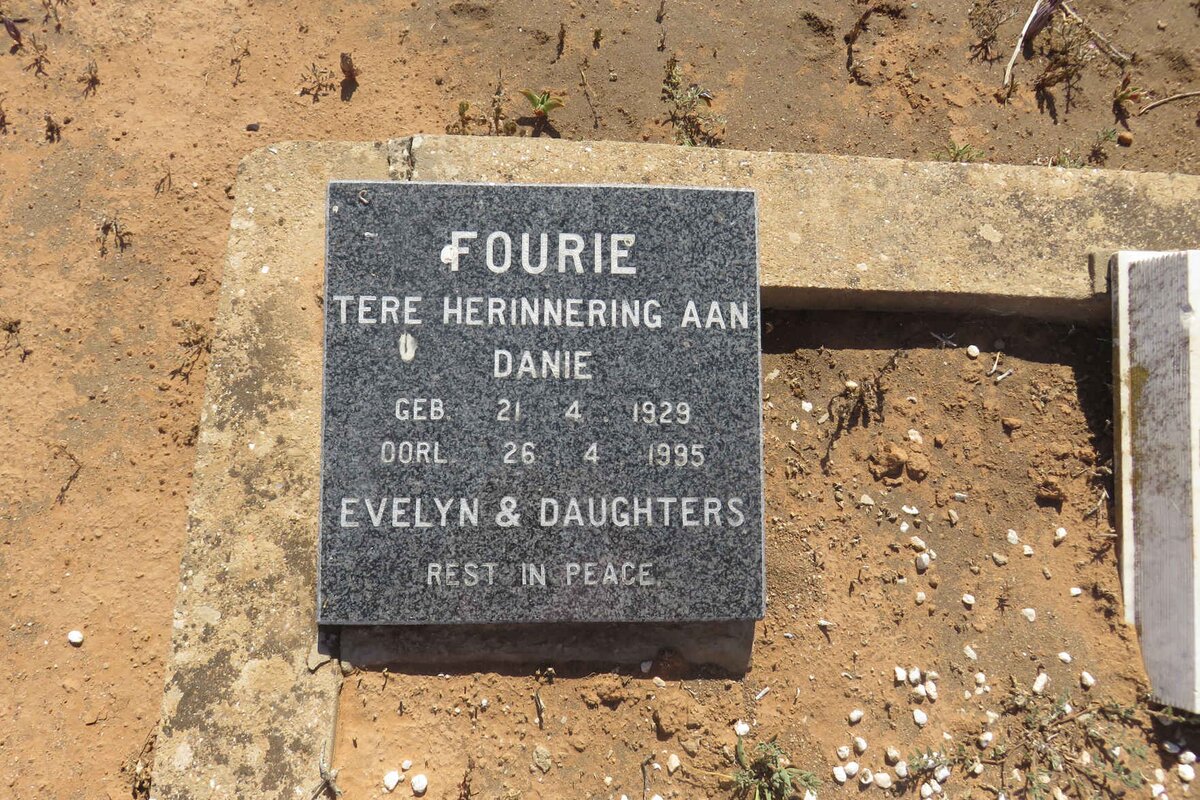 FOURIE
TERE HERINNERING AAN
DANIE
GEB. 21 . 4 . 1929
OORL. 26 . 4 . 1995
EVELYN & DAUGHTERS
REST IN PEACE.